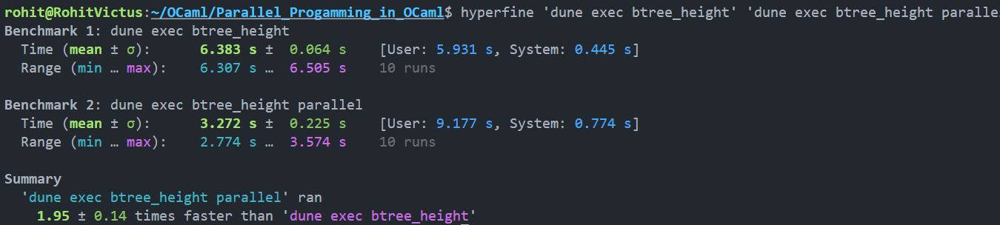 rohit@RohitVictus:~/OCaml/Parallel_Progamming_in_OCaml$ hyperfine 'dune exec btree_height' 'dune exec btree_height paralle
Benchmark 1: dune exec btree_height
Time (mean ± σ): 6.383 s ± 0.064 s [User: 5.931 s, System: 0.445 s]
Range (min … max): 6.307 s … 6.505 s 10 runs
Benchmark 2: dune exec btree_height parallel
Time (mean ± σ): 3.272 s ± 0.225 s [User: 9.177 s, System: 0.774 s]
Range (min … max): 2.774 s … 3.574 s 10 runs
Summary
'dune exec btree_height parallel' ran
1.95 ± 0.14 times faster than 'dune exec btree_height'